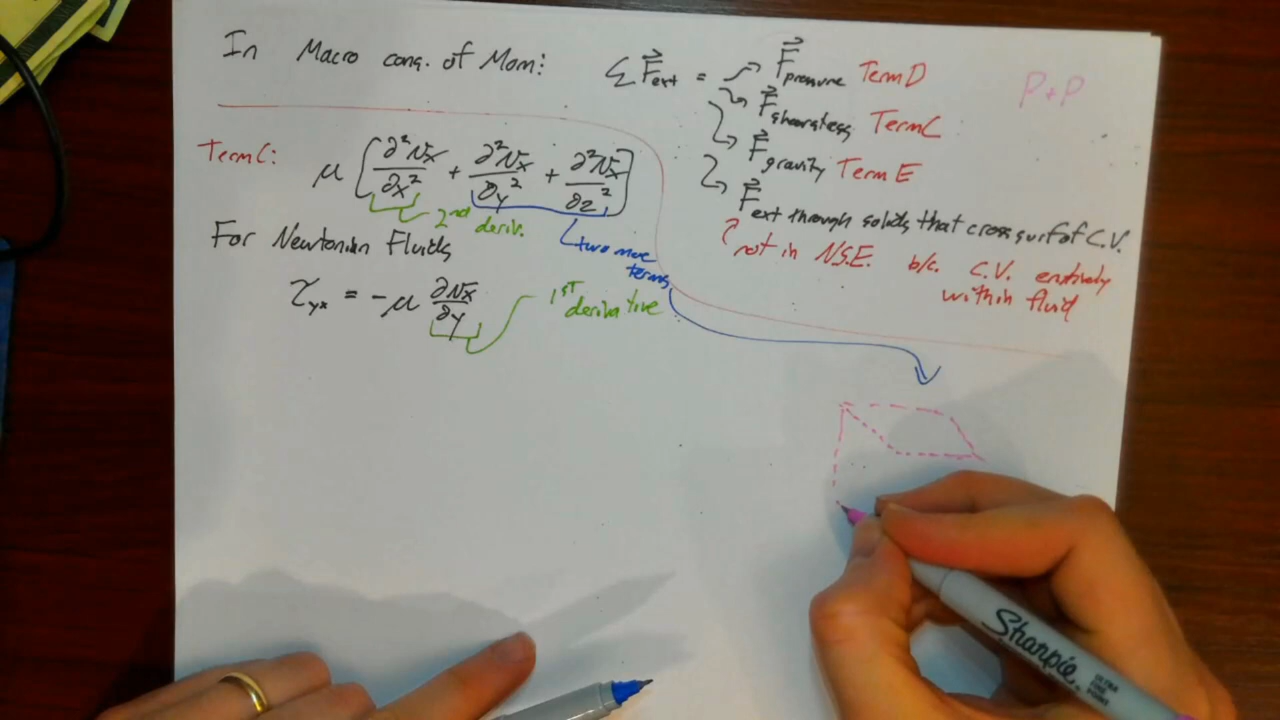 In Macro conq. of Mom: Σ F⃗ext = F⃗pressure Term D
F⃗shearstress Term C
F⃗gravity Term E
F⃗ext through solids that cross surf of C.V.
not in N.S.E. b/c. C.V. entirely
within fluid
P+P
Term C: μ [∂²Vx/∂x² + ∂²Vx/∂y² + ∂²Vx/∂z²]
2nd deriv.
two more
terms
For Newtonian Fluids
τyx = -μ ∂Vx/∂y
1ST
derivative
Sharpie.
ULTRA